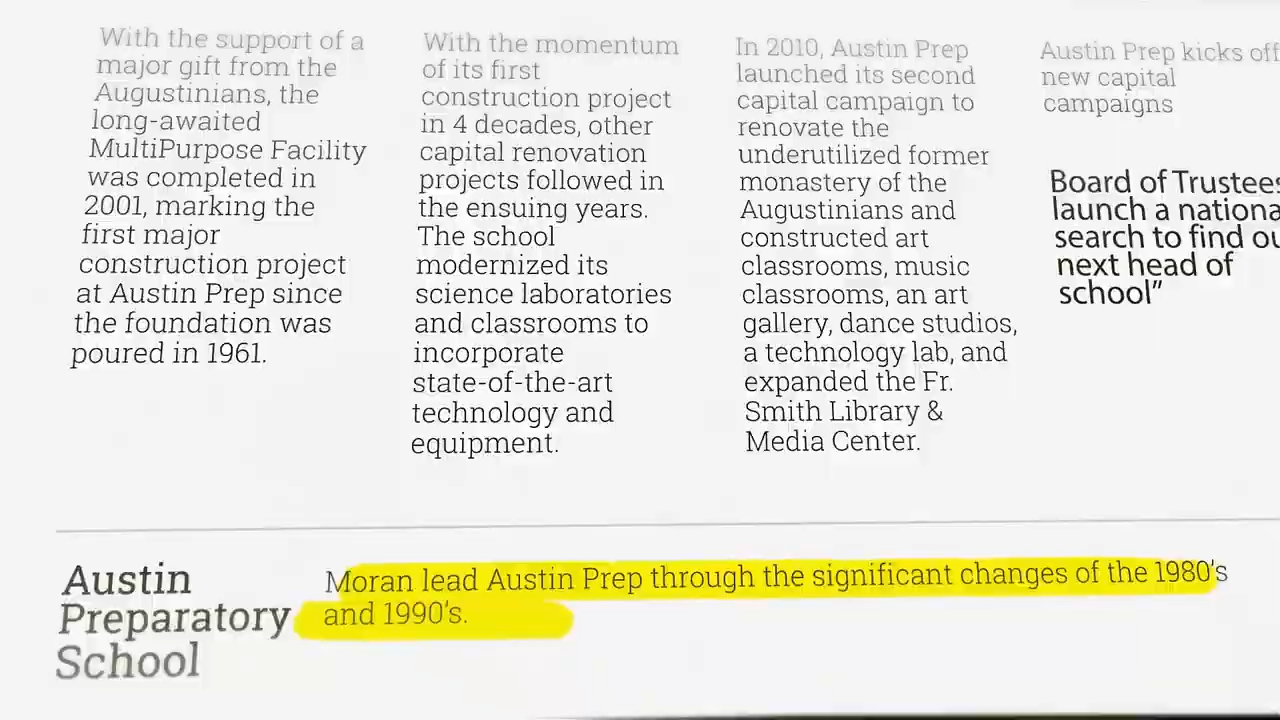 With the support of a
major gift from the
Augustinians, the
long-awaited
MultiPurpose Facility
was completed in
2001, marking the
first major
construction project
at Austin Prep since
the foundation was
poured in 1961.
With the momentum
of its first
construction project
in 4 decades, other
capital renovation
projects followed in
the ensuing years.
The school
modernized its
science laboratories
and classrooms to
incorporate
state-of-the-art
technology and
equipment.
In 2010, Austin Prep
launched its second
capital campaign to
renovate the
underutilized former
monastery of the
Augustinians and
constructed art
classrooms, music
classrooms, an art
gallery, dance studios,
a technology lab, and
expanded the Fr.
Smith Library &
Media Center.
Austin Prep kicks off
new capital
campaigns
Board of Trustees
launch a nationa
search to find ou
next head of
school”
Austin
Preparatory
School
Moran lead Austin Prep through the significant changes of the 1980's
and 1990's.